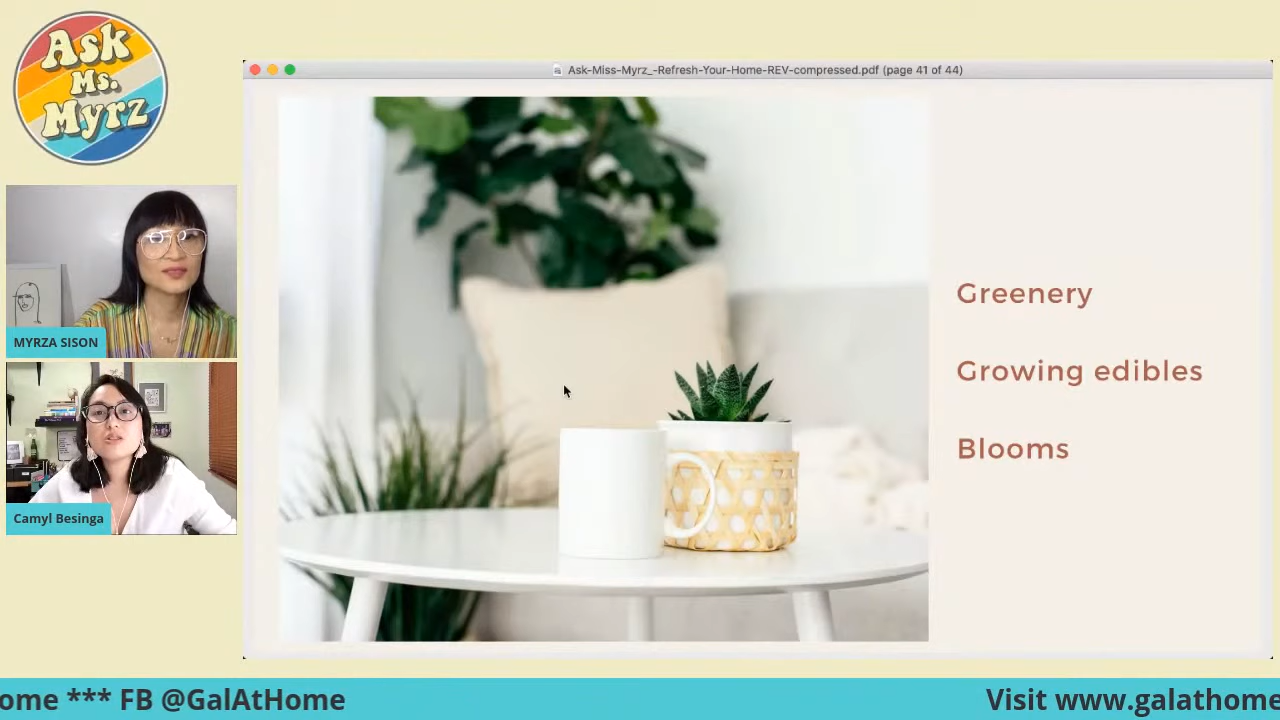 Ask
Ms.
Myrz
Ask-Miss-Myrz_-Refresh-Your-Home-REV-compressed.pdf (page 41 of 44)
MYRZA SISON
Camyl Besinga
Greenery
Growing edibles
Blooms
ome *** FB @GalAtHome
Visit www.galathome